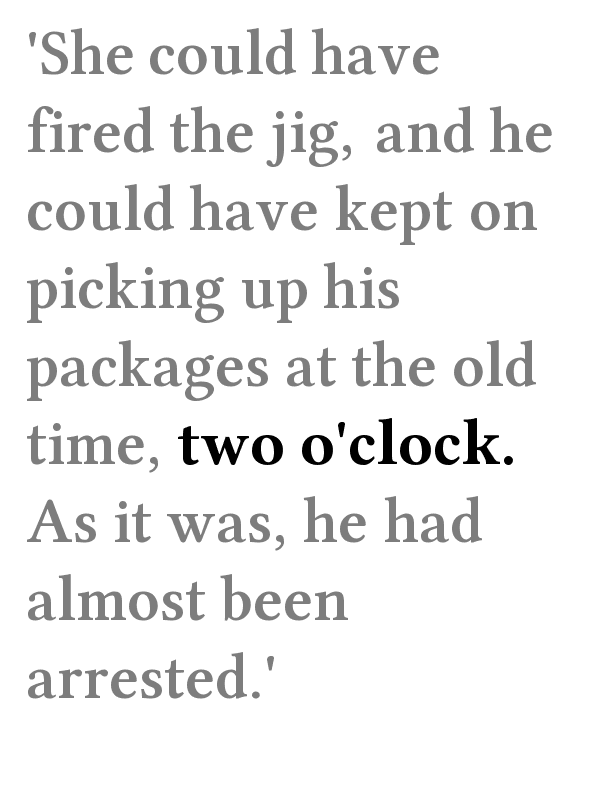 'She could have
fired the jig, and he
could have kept on
picking up his
packages at the old
time, two o'clock.
As it was, he had
almost been
arrested.'